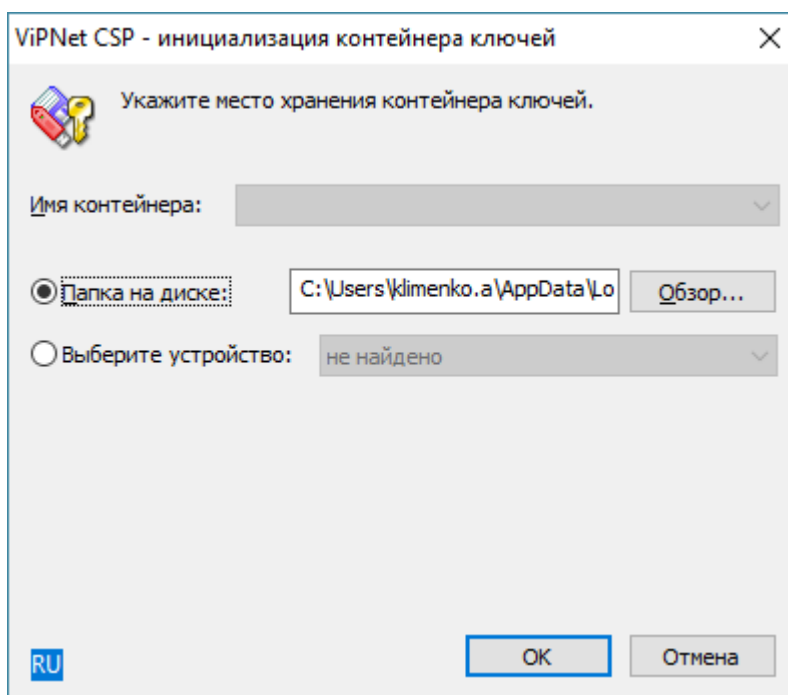 ViPNet CSP - инициализация контейнера ключей
Укажите место хранения контейнера ключей.
Имя контейнера:
Папка на диске: C:\Users\klimenko.a\AppData\Lo Обзор...
Выберите устройство: не найдено
RU OK Отмена